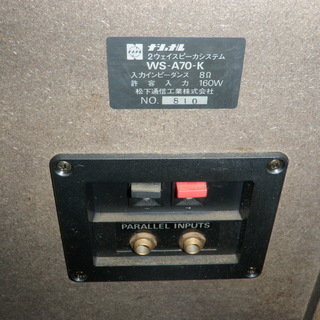 ナショナル
2ウェイスピーカシステム
WS-A70-K
入力インピーダンス 8Ω
許容入力 160W
松下通信工業株式会社
NO. S10
PARALLEL INPUTS